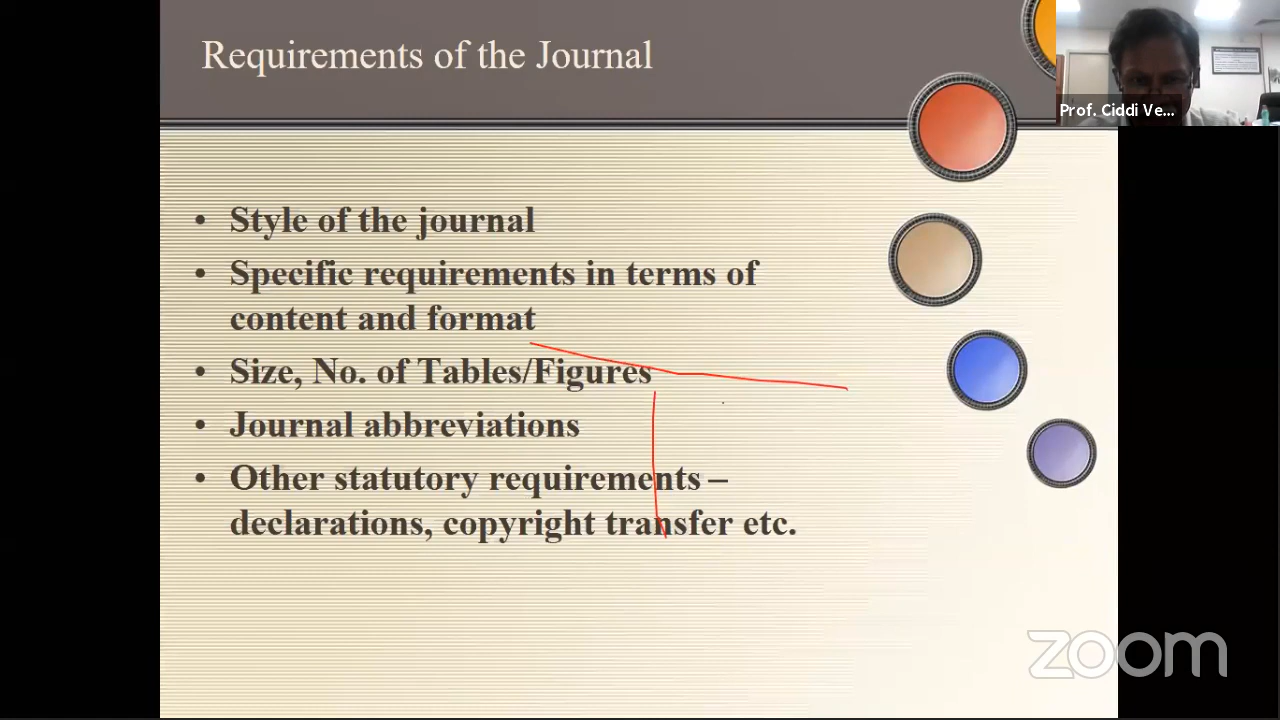 Requirements of the Journal
Prof. Ciddi Ve...
• Style of the journal
• Specific requirements in terms of
content and format
• Size, No. of Tables/Figures
• Journal abbreviations
• Other statutory requirements –
declarations, copyright transfer etc.
zoom